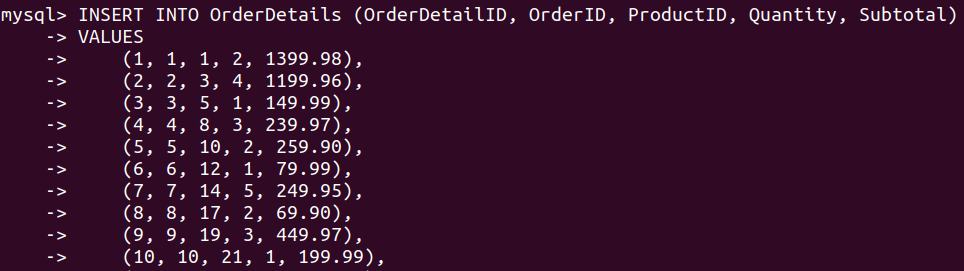 mysql> INSERT INTO OrderDetails (OrderDetailID, OrderID, ProductID, Quantity, Subtotal)
    -> VALUES
    ->     (1, 1, 1, 2, 1399.98),
    ->     (2, 2, 3, 4, 1199.96),
    ->     (3, 3, 5, 1, 149.99),
    ->     (4, 4, 8, 3, 239.97),
    ->     (5, 5, 10, 2, 259.90),
    ->     (6, 6, 12, 1, 79.99),
    ->     (7, 7, 14, 5, 249.95),
    ->     (8, 8, 17, 2, 69.90),
    ->     (9, 9, 19, 3, 449.97),
    ->     (10, 10, 21, 1, 199.99),